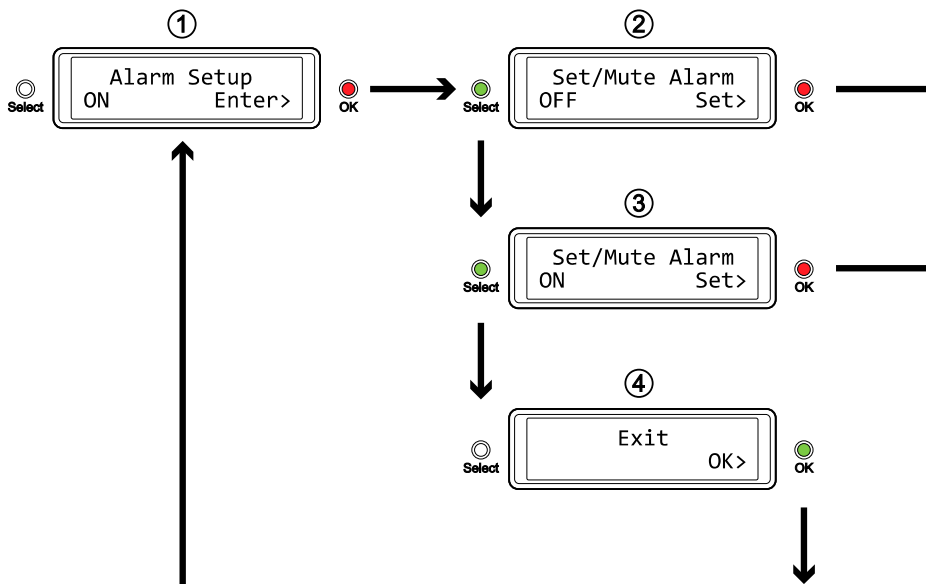 ①
Alarm Setup
ON Enter>
Select
OK
②
Set/Mute Alarm
OFF Set>
Select
OK
③
Set/Mute Alarm
ON Set>
Select
OK
④
Exit
OK>
Select
OK